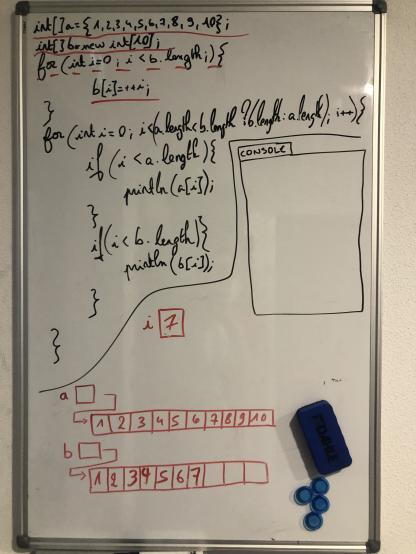 int[] a={1,2,3,4,5,6,7,8,9,10};
int[] b=new int[10];
for (int i=0; i<b.length;){
b[i]=++i;
}
for (int i=0; i<(a.length<b.length ? b.length : a.length); i++){
if (i<a.length){
println(a[i]);
}
if (i<b.length){
println(b[i]);
}
}
CONSOLE
i 7
a
1 2 3 4 5 6 7 8 9 10
b
1 2 3 4 5 6 7